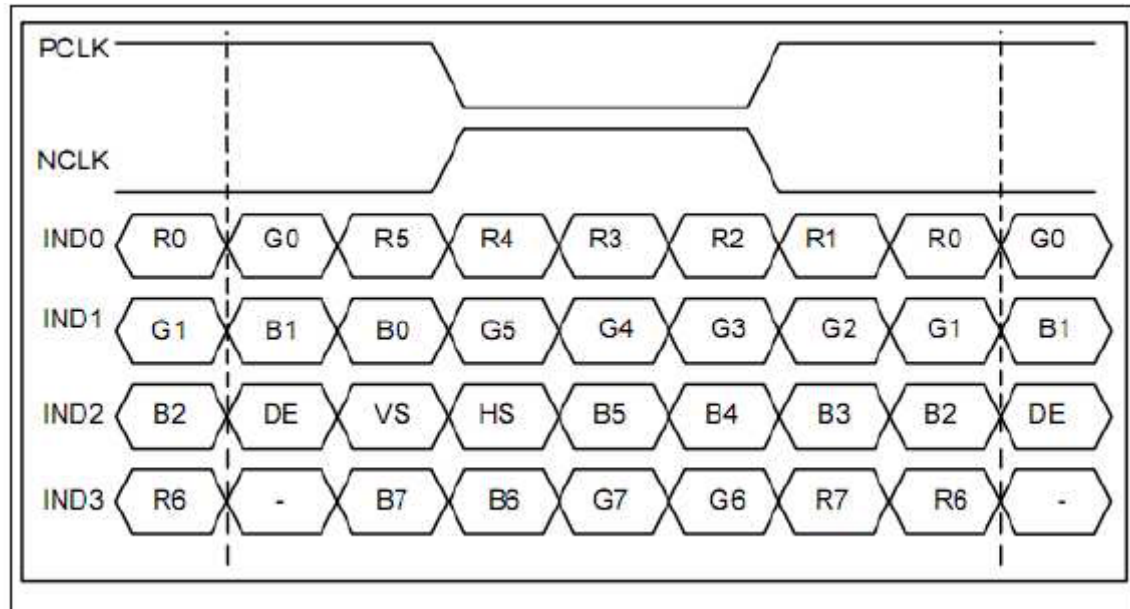 PCLK
NCLK
IND0 R0 G0 R5 R4 R3 R2 R1 R0 G0
IND1 G1 B1 B0 G5 G4 G3 G2 G1 B1
IND2 B2 DE VS HS B5 B4 B3 B2 DE
IND3 R6 - B7 B6 G7 G6 R7 R6 -